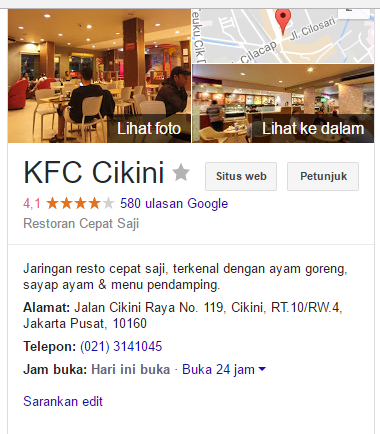 Jl. Cilosari
Cilacap
Lihat foto
Lihat ke dalam
KFC Cikini
Situs web
Petunjuk
4,1 580 ulasan Google
Restoran Cepat Saji
Jaringan resto cepat saji, terkenal dengan ayam goreng,
sayap ayam & menu pendamping.
Alamat: Jalan Cikini Raya No. 119, Cikini, RT.10/RW.4,
Jakarta Pusat, 10160
Telepon: (021) 3141045
Jam buka: Hari ini buka · Buka 24 jam
Sarankan edit